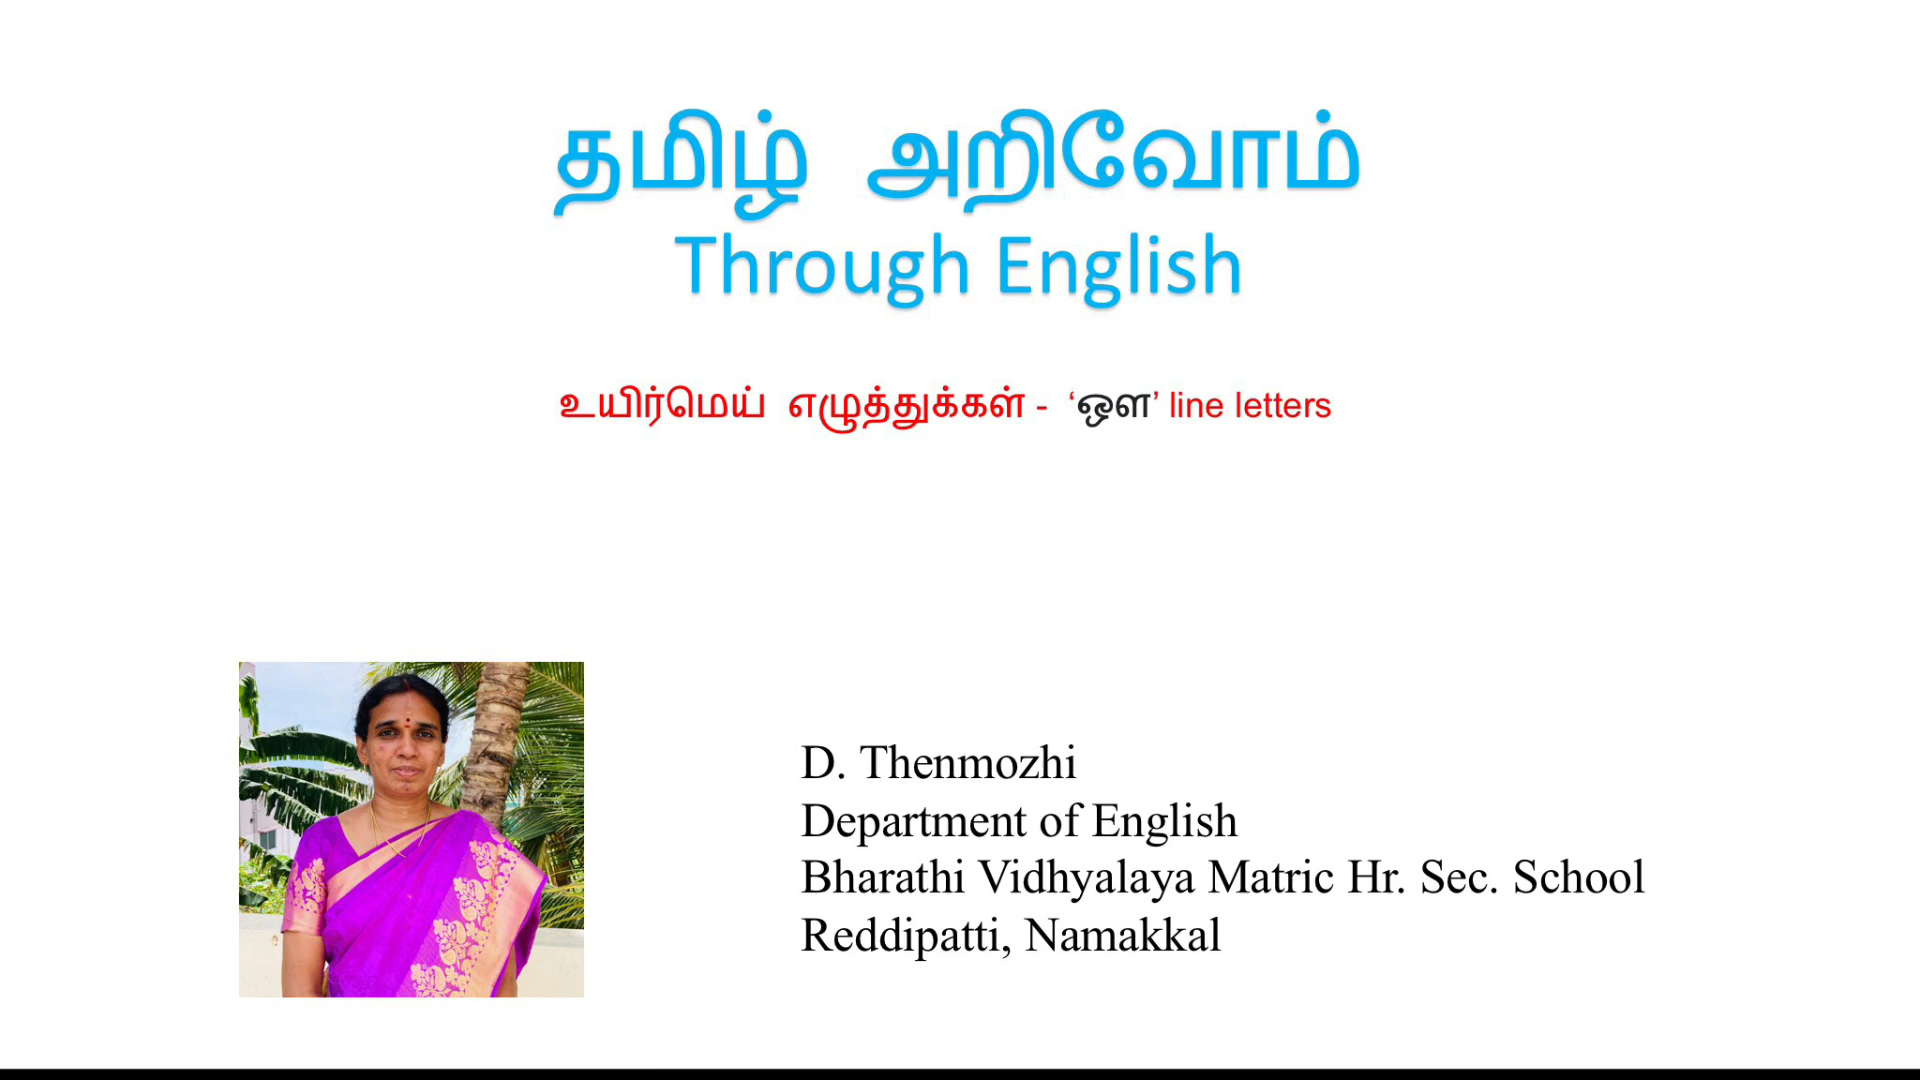 தமிழ் அறிவோம்
Through English
உயிர்மெய் எழுத்துக்கள் - ‘ஔ’ line letters
D. Thenmozhi
Department of English
Bharathi Vidhyalaya Matric Hr. Sec. School
Reddipatti, Namakkal